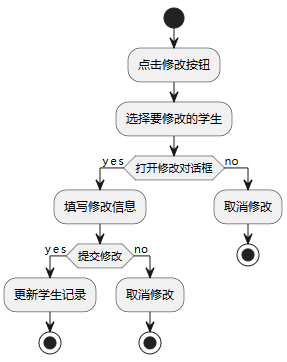 点击修改按钮
选择要修改的学生
yes
打开修改对话框
no
填写修改信息
取消修改
yes
提交修改
no
更新学生记录
取消修改